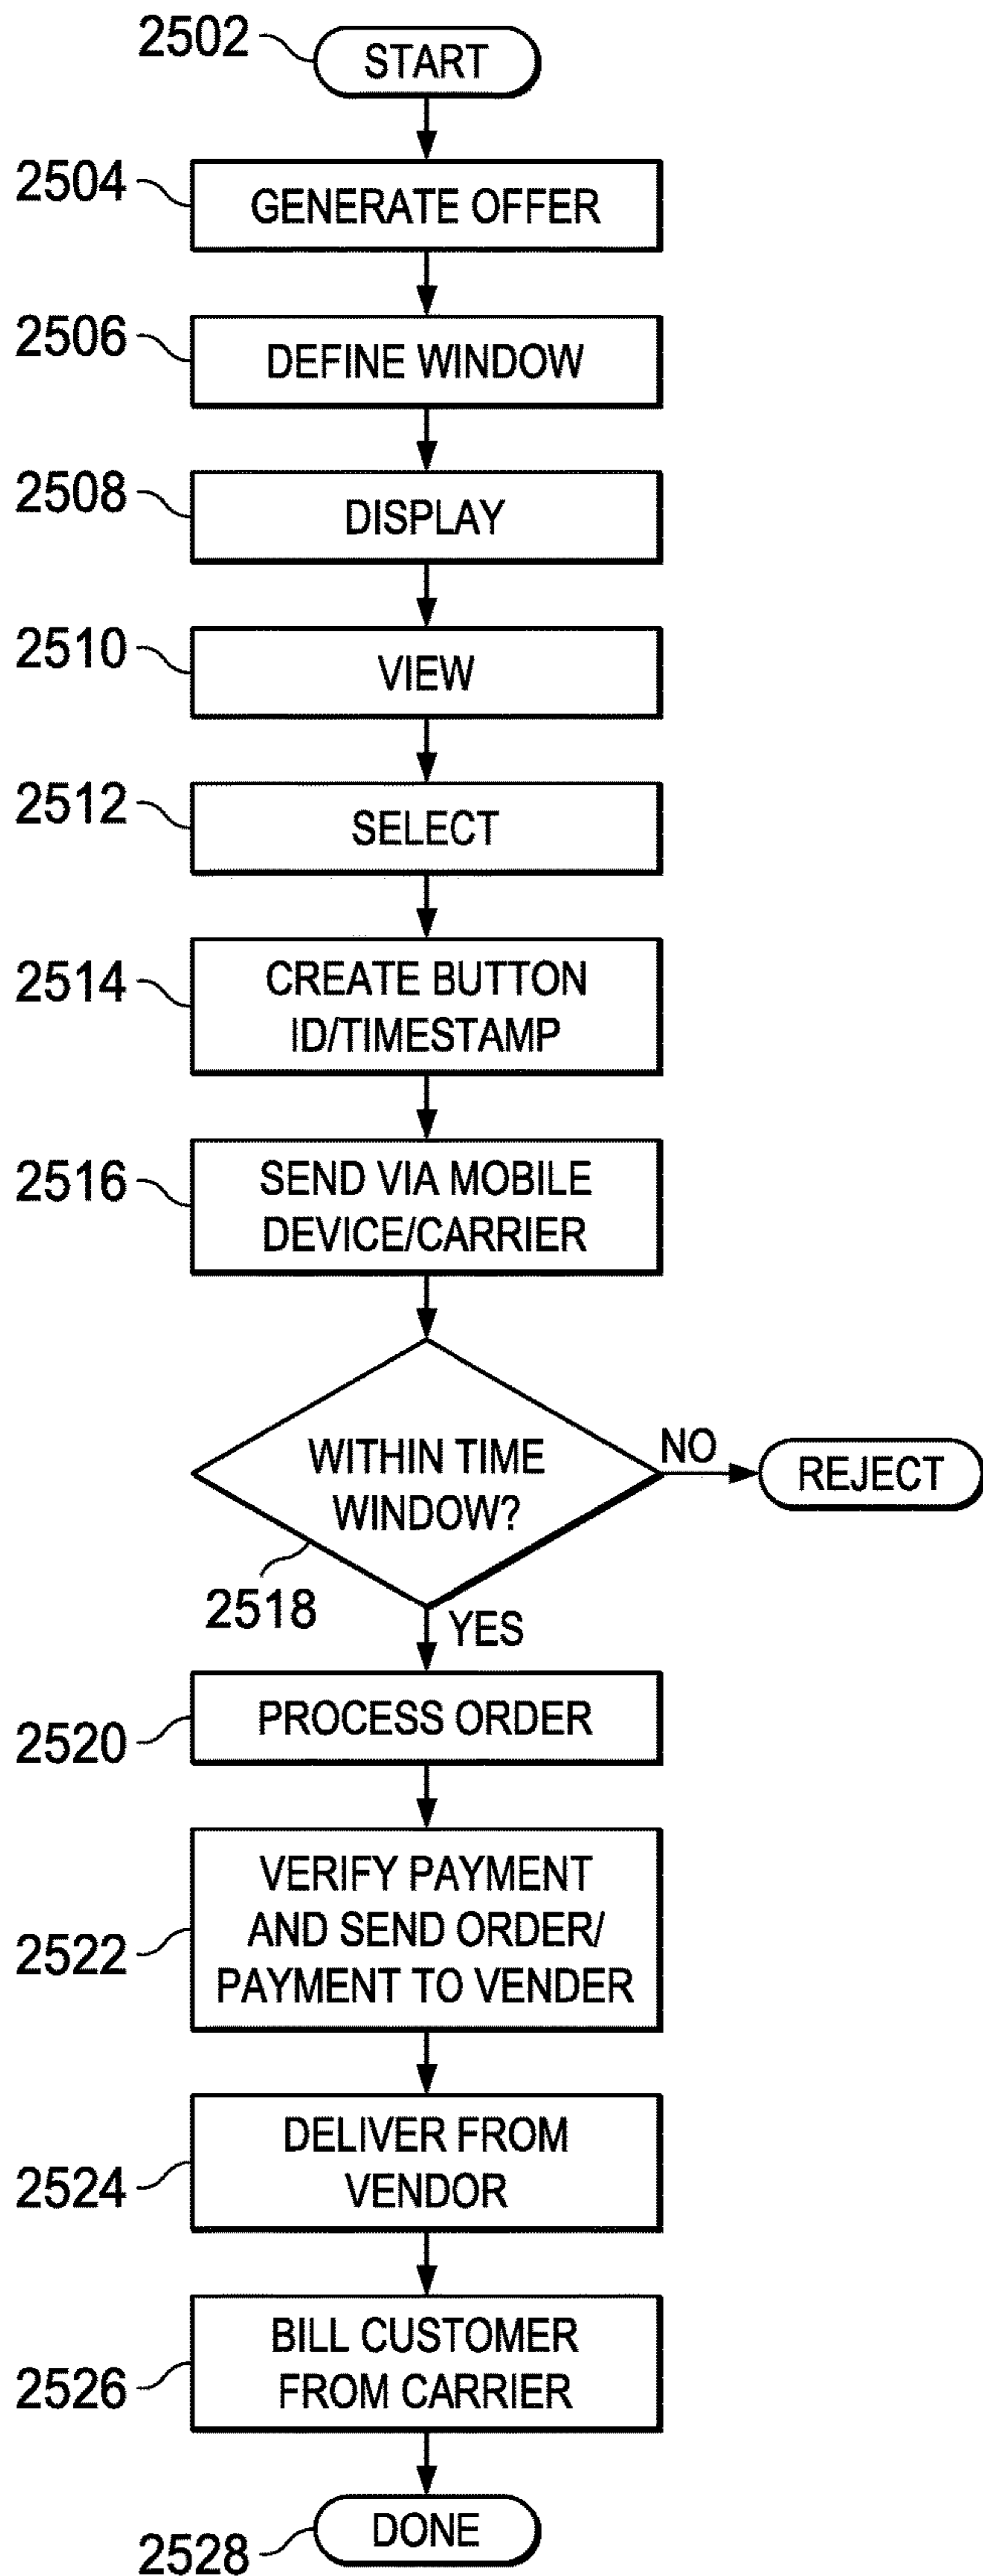 2502
START
2504
GENERATE OFFER
2506
DEFINE WINDOW
2508
DISPLAY
2510
VIEW
2512
SELECT
2514
CREATE BUTTON
ID/TIMESTAMP
2516
SEND VIA MOBILE
DEVICE/CARRIER
WITHIN TIME
WINDOW?
NO
REJECT
2518
YES
2520
PROCESS ORDER
2522
VERIFY PAYMENT
AND SEND ORDER/
PAYMENT TO VENDER
2524
DELIVER FROM
VENDOR
2526
BILL CUSTOMER
FROM CARRIER
2528
DONE